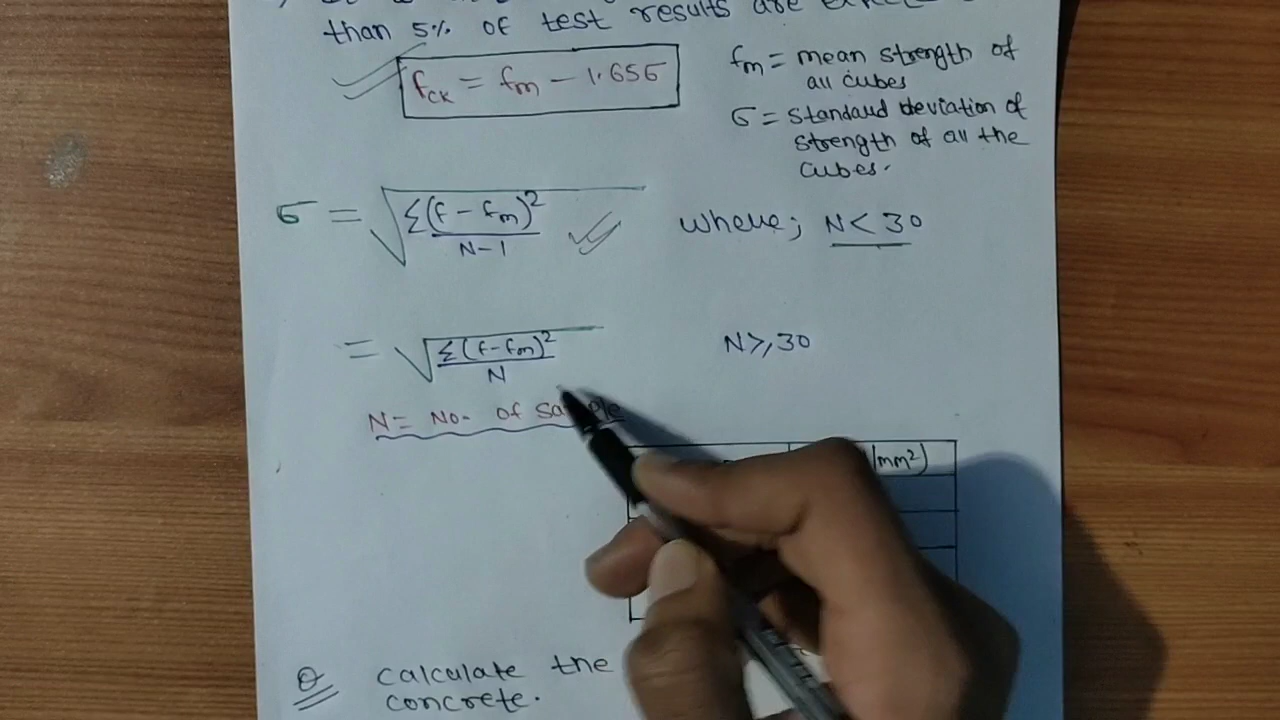 than 5% of test results are
fck = fm - 1.65σ
fm = mean strength of
all cubes
σ = standard deviation of
strength of all the
cubes.
σ = √Σ(f - fm)²/N-1 where; N < 30
= √Σ(f-fm)²/N N ≥ 30
N = No. of sample
/mm²)
Q calculate the
concrete.